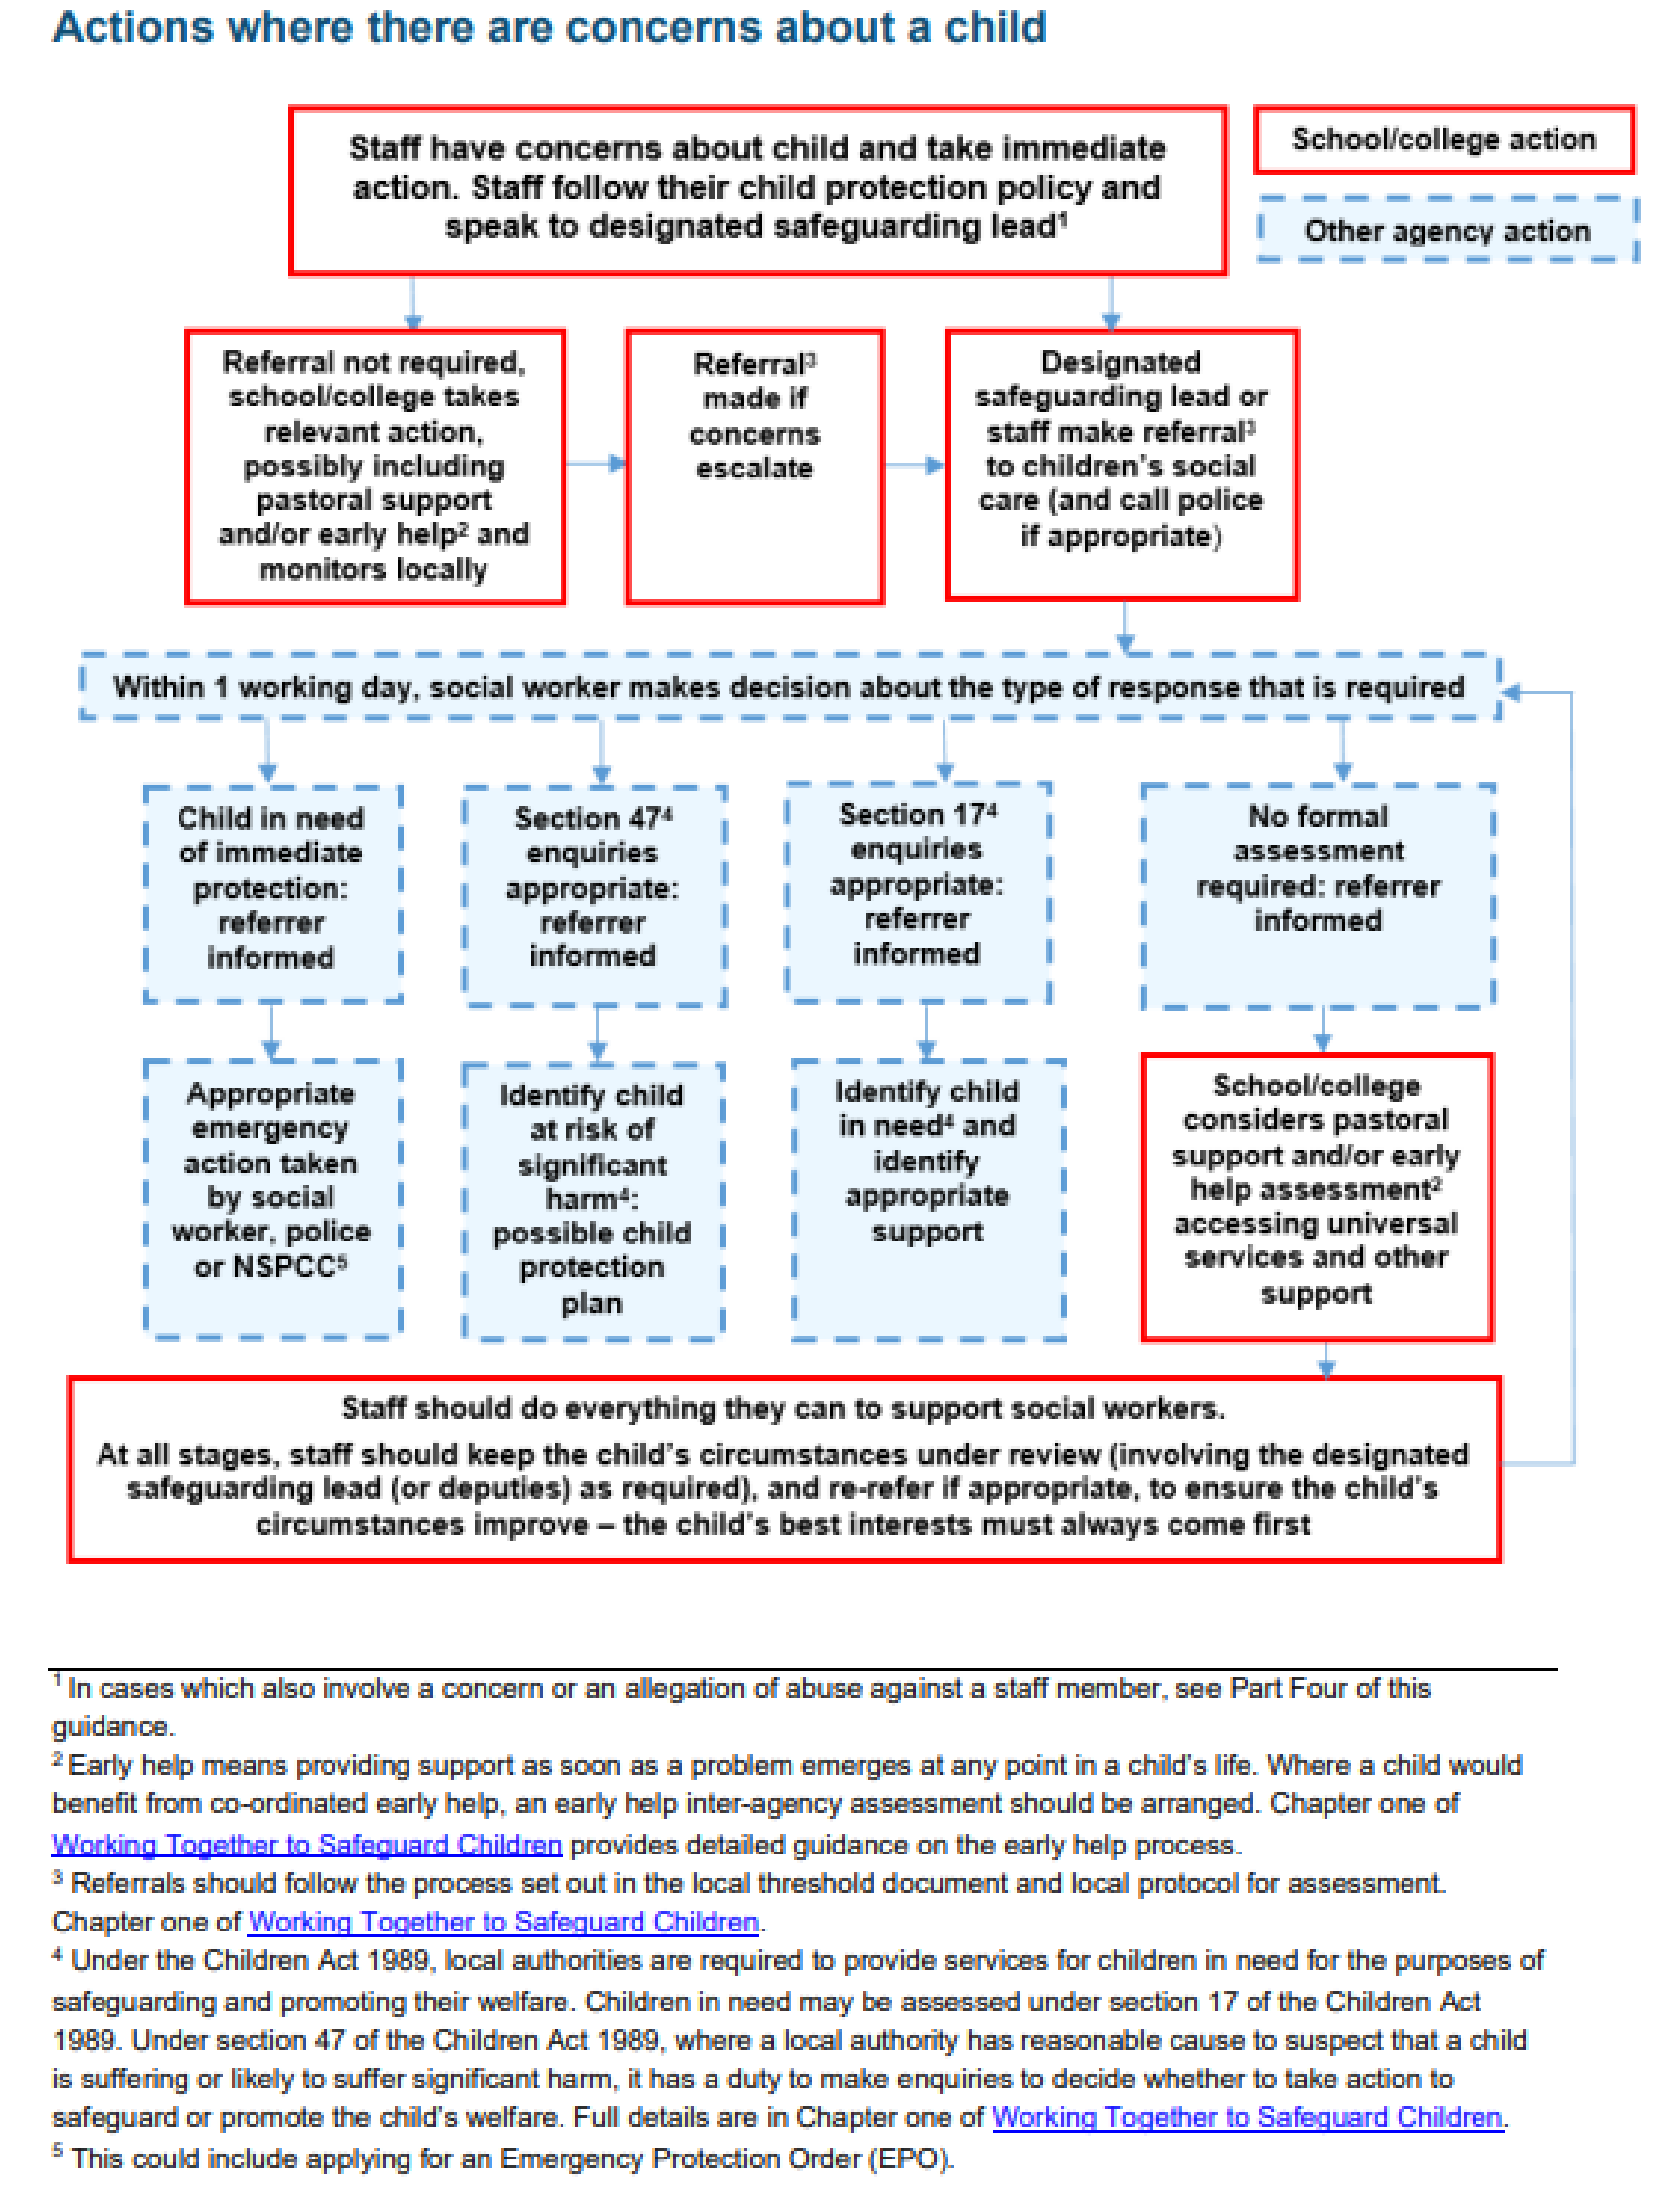 Actions where there are concerns about a child
Staff have concerns about child and take immediate
action. Staff follow their child protection policy and
speak to designated safeguarding lead¹
School/college action
Other agency action
Referral not required,
school/college takes
relevant action,
possibly including
pastoral support
and/or early help² and
monitors locally
Referral³
made if
concerns
escalate
Designated
safeguarding lead or
staff make referral³
to children's social
care (and call police
if appropriate)
Within 1 working day, social worker makes decision about the type of response that is required
Child in need
of immediate
protection:
referrer
informed
Section 47⁴
enquiries
appropriate:
referrer
informed
Section 17⁴
enquiries
appropriate:
referrer
informed
No formal
assessment
required: referrer
informed
Appropriate
emergency
action taken
by social
worker, police
or NSPCC⁵
Identify child
at risk of
significant
harm⁴:
possible child
protection
plan
Identify child
in need⁴ and
identify
appropriate
support
School/college
considers pastoral
support and/or early
help assessment²
accessing universal
services and other
support
Staff should do everything they can to support social workers.
At all stages, staff should keep the child's circumstances under review (involving the designated
safeguarding lead (or deputies) as required), and re-refer if appropriate, to ensure the child's
circumstances improve – the child's best interests must always come first
¹ In cases which also involve a concern or an allegation of abuse against a staff member, see Part Four of this
guidance.
² Early help means providing support as soon as a problem emerges at any point in a child's life. Where a child would
benefit from co-ordinated early help, an early help inter-agency assessment should be arranged. Chapter one of
Working Together to Safeguard Children provides detailed guidance on the early help process.
³ Referrals should follow the process set out in the local threshold document and local protocol for assessment.
Chapter one of Working Together to Safeguard Children.
⁴ Under the Children Act 1989, local authorities are required to provide services for children in need for the purposes of
safeguarding and promoting their welfare. Children in need may be assessed under section 17 of the Children Act
1989. Under section 47 of the Children Act 1989, where a local authority has reasonable cause to suspect that a child
is suffering or likely to suffer significant harm, it has a duty to make enquiries to decide whether to take action to
safeguard or promote the child's welfare. Full details are in Chapter one of Working Together to Safeguard Children.
⁵ This could include applying for an Emergency Protection Order (EPO).